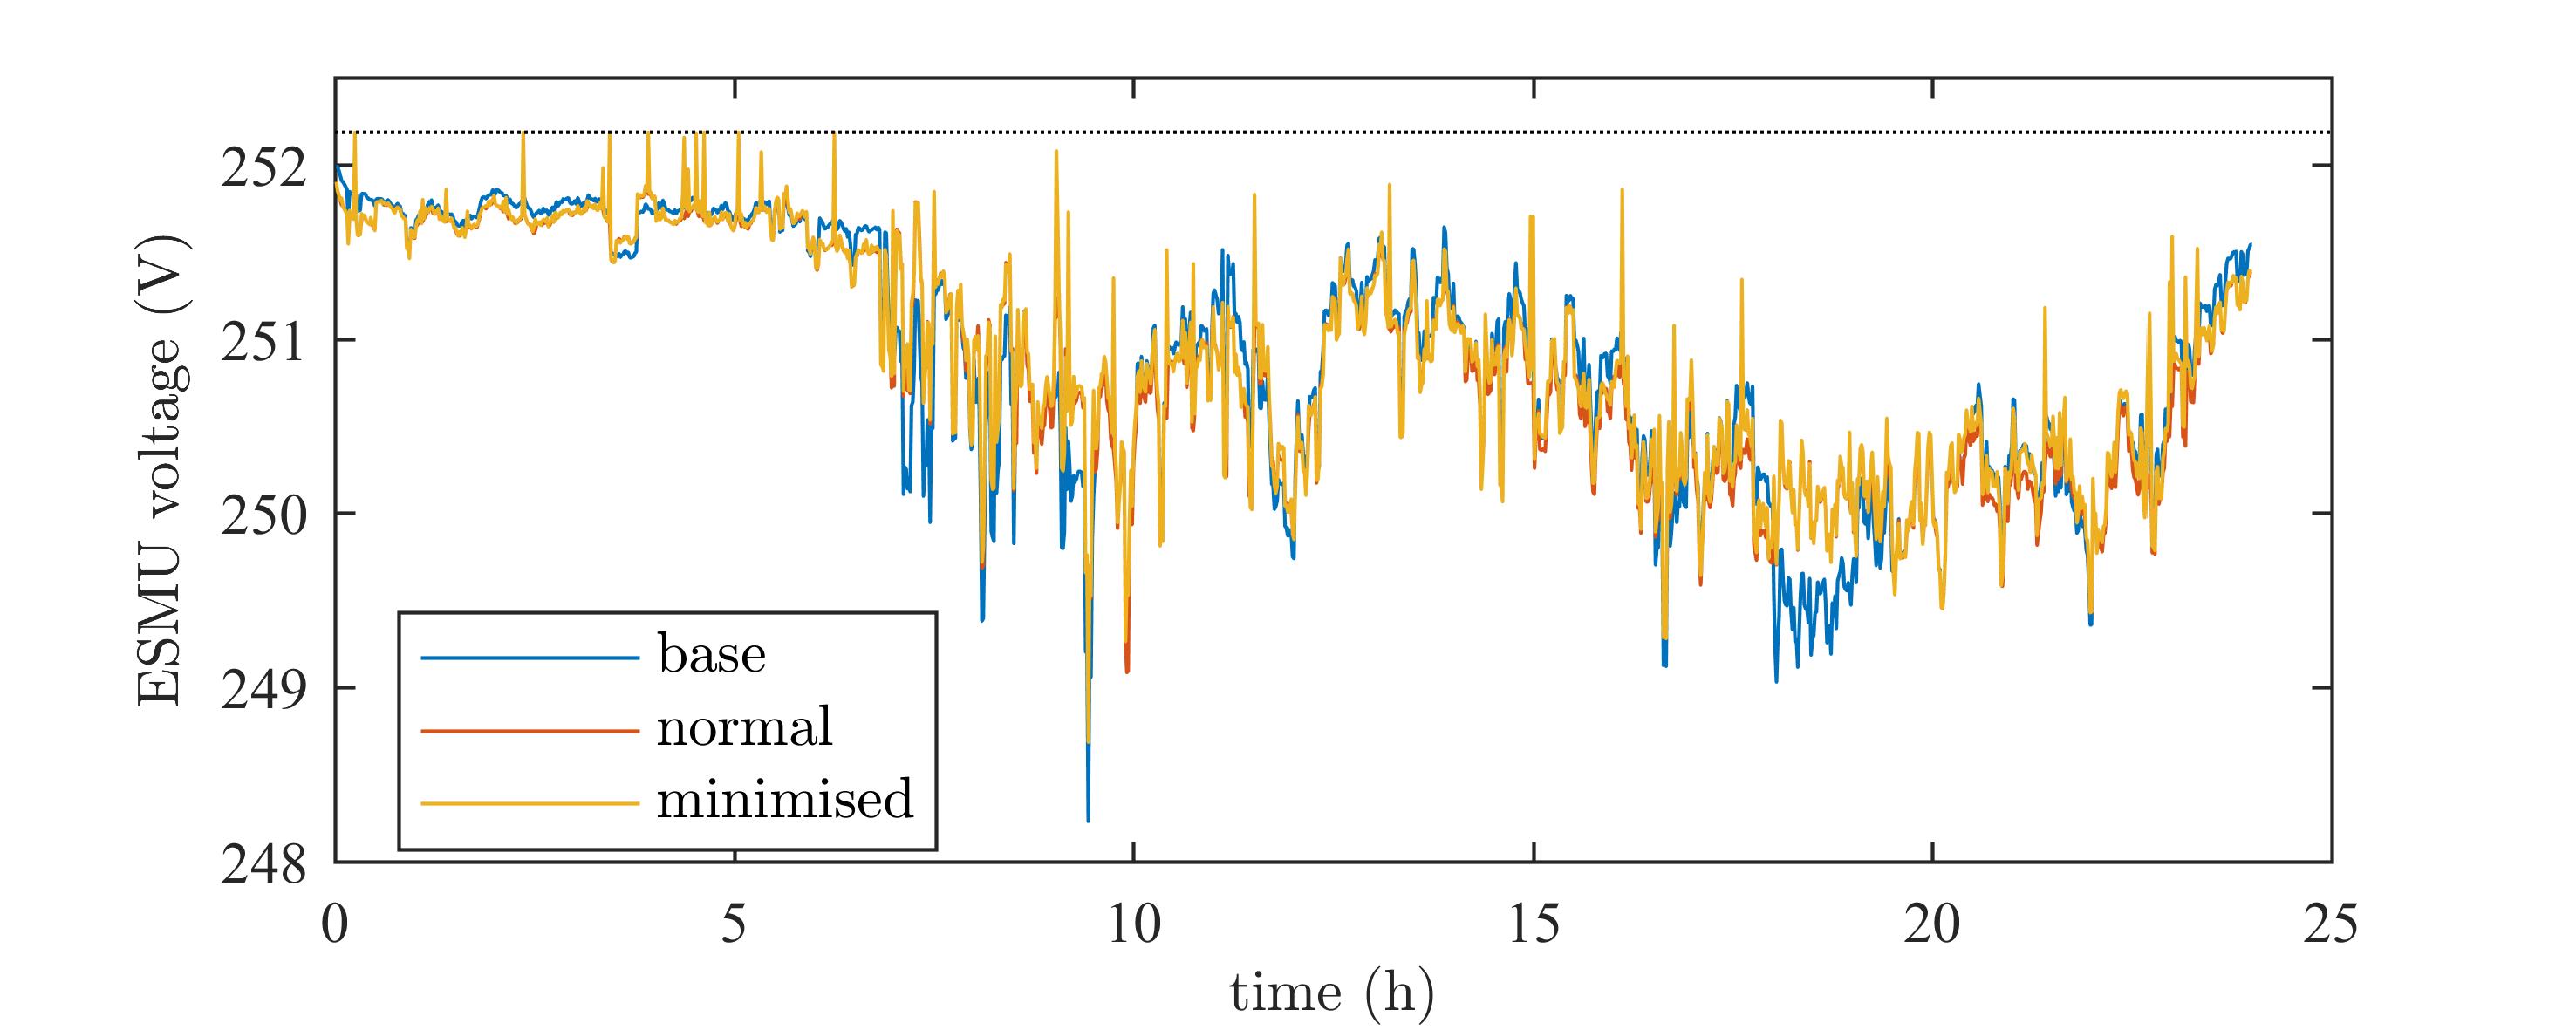 ESMU voltage (V)
252
251
250
249
248
base
normal
minimised
0 5 10 15 20 25
time (h)